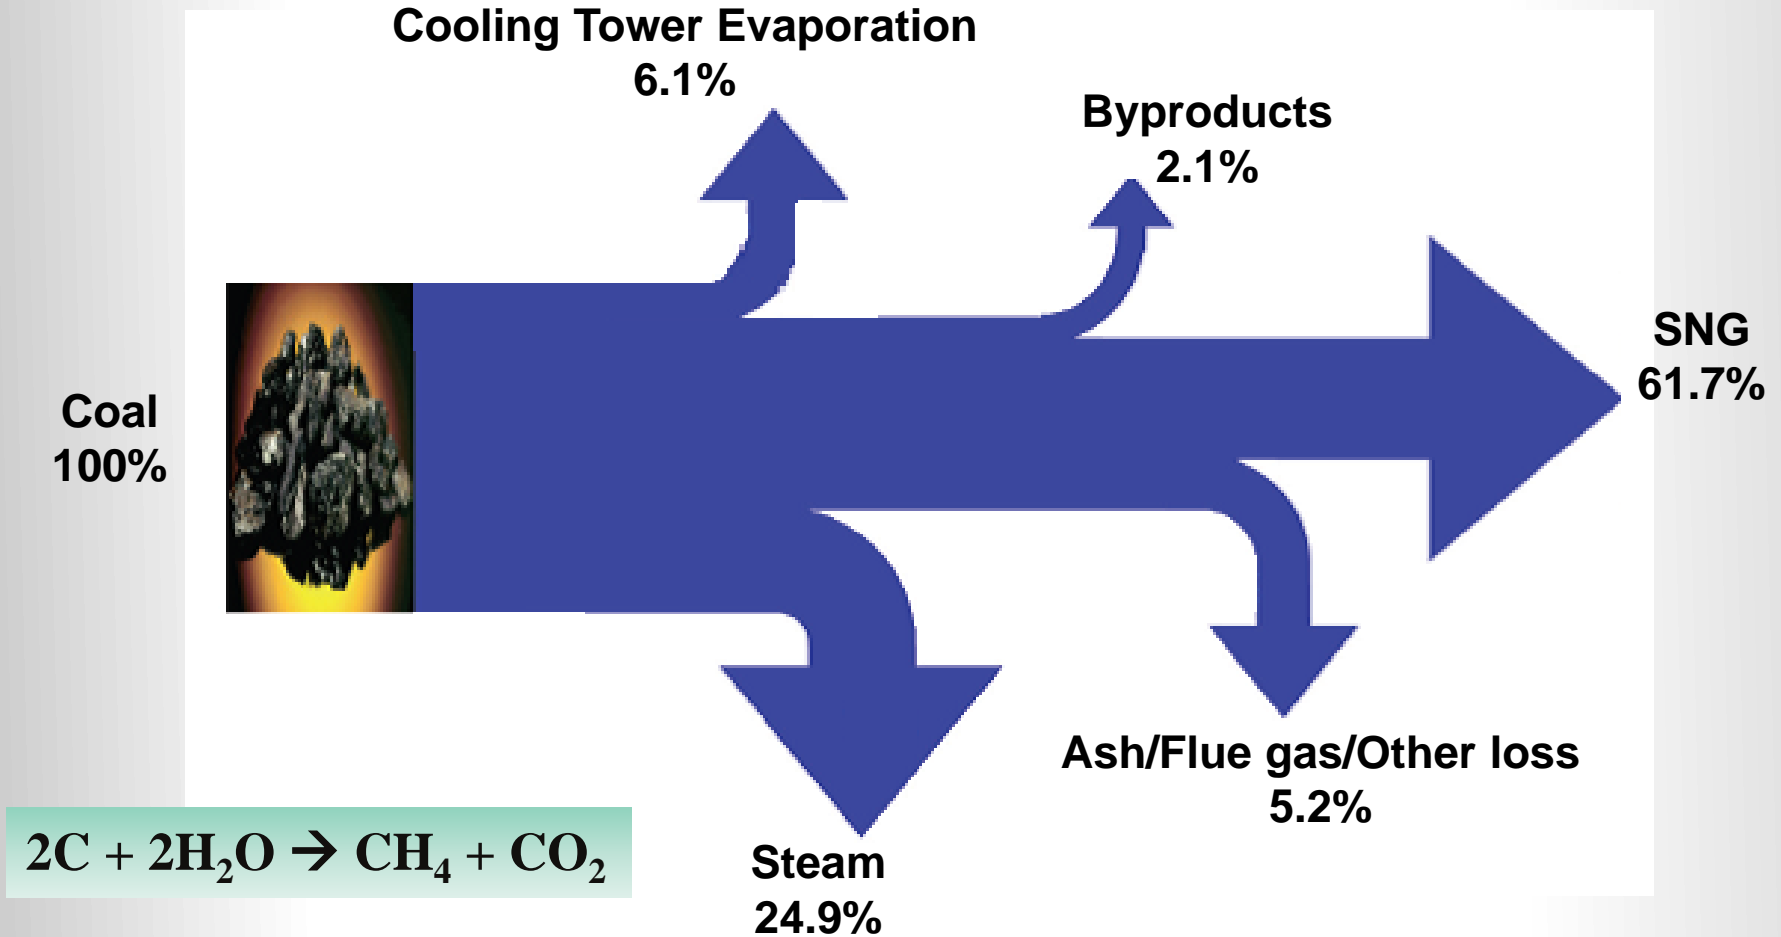 Cooling Tower Evaporation
6.1%
Byproducts
2.1%
SNG
61.7%
Coal
100%
Ash/Flue gas/Other loss
5.2%
2C + 2H₂O → CH₄ + CO₂
Steam
24.9%